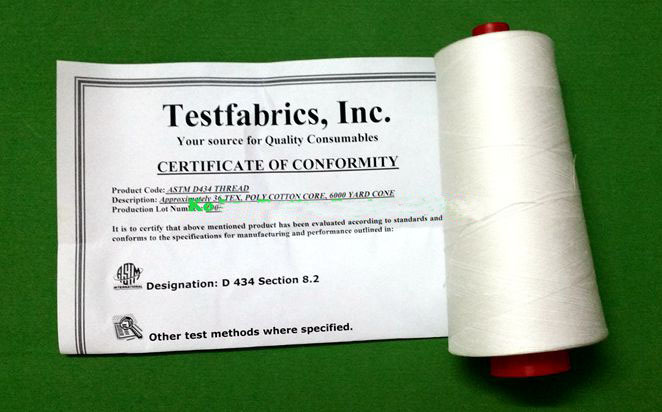 Testfabrics, Inc.
Your source for Quality Consumables
CERTIFICATE OF CONFORMITY
Product Code: ASTM D434 THREAD
Description: Approximately 36 TEX, POLY COTTON CORE, 6000 YARD CONE
Production Lot
It is to certify that above mentioned product has been evaluated according to standards and
conforms to the specifications for manufacturing and performance outlined in:
ASTM
INTERNATIONAL
Designation: D 434 Section 8.2
Other test methods where specified.